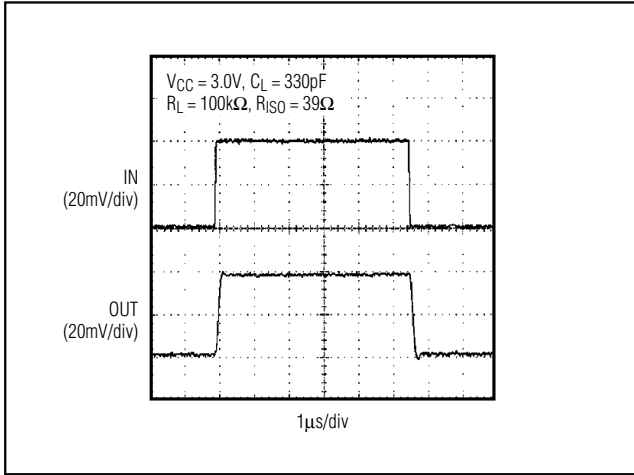 VCC = 3.0V, CL = 330pF
RL = 100kΩ, RISO = 39Ω
IN
(20mV/div)
OUT
(20mV/div)
1μs/div